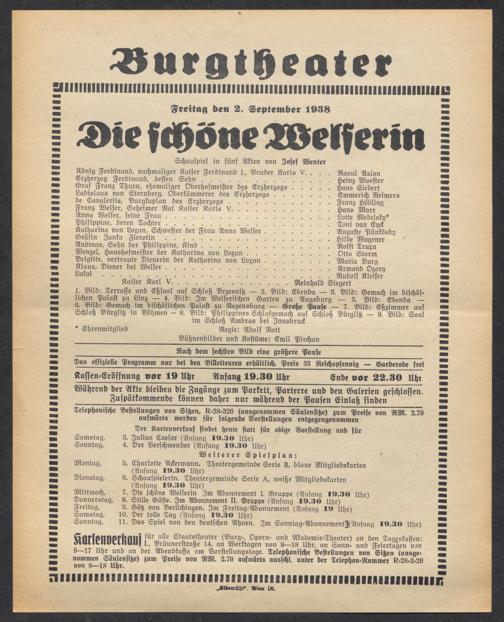 Burgtheater
Freitag den 2. September 1938
Die schöne Welserin
Schauspiel in fünf Akten von Josef Wenter
König Ferdinand, nachmaliger Kaiser Ferdinand I., Bruder Karls V. . . . Raoul Aslan
Erzherzog Ferdinand, dessen Sohn . . . Heinz Woester
Graf Franz Thurn, ehemaliger Oberhofmeister des Erzherzogs . . . Hans Siebert
Ladislaus von Sternberg, Oberkämmerer des Erzherzogs . . . Emmerich Reimers
de Cavaleriis, Burgkaplan des Erzherzogs . . . Franz Höbling
Franz Welser, Geheimer Rat Kaiser Karls V. . . . Hans Marr
Anna Welser, seine Frau . . . Lotte Medelsky*
Philippine, deren Tochter . . . Toni van Eyck
Katharina von Loxan, Schwester der Frau Anna Welser . . . Auguste Pünkösdy
Gräfin Zanka Fierotin . . . Hilde Wagener
Andreas, Sohn der Philippine, Kind . . . Rolfi Truxa
Wenzel, Haushofmeister der Katharina von Loxan . . . Otto Storm
Brigitte, vertraute Dienerin der Katharina von Loxan . . . Maria Burg
Klaus, Diener bei Welser . . . Armand Ozory
Lakai . . . Rudolf Kleser
Kaiser Karl V. . . . Reinhold Siegert
1. Bild: Terrasse und Eßsaal auf Schloß Brzesnitz — 2. Bild: Ebenda — 3. Bild: Gemach im bischöf-
lichen Palast zu Linz — 4. Bild: Im Welserischen Garten zu Augsburg — 5. Bild: Ebenda —
6. Bild: Gemach im bischöflichen Palast zu Regensburg — Große Pause — 7. Bild: Eßzimmer auf
Schloß Bürglitz in Böhmen — 8. Bild: Philippines Schlafgemach auf Schloß Bürglitz — 9. Bild: Saal
im Schloß Ambras bei Innsbruck
* Ehrenmitglied Regie: Adolf Rott
Bühnenbilder und Kostüme: Emil Pirchan
Nach dem sechsten Bild eine größere Pause
Das offizielle Programm nur bei den Billetteuren erhältlich. Preis 33 Reichspfennig — Garderobe frei
Kassen-Eröffnung vor 19 Uhr Anfang 19.30 Uhr Ende vor 22.30 Uhr
Während der Akte bleiben die Zugänge zum Parkett, Parterre und den Galerien geschlossen.
Zuspätkommende können daher nur während der Pausen Einlaß finden
Telephonische Bestellungen von Sitzen, R-28-320 (ausgenommen Säulensitze) zum Preise von RM. 2.70
aufwärts werden für folgende Vorstellungen entgegengenommen
Der Kartenverkauf findet heute statt für obige Vorstellung und für
Samstag, 3. Julius Caesar (Anfang 19.30 Uhr)
Sonntag, 4. Der Verschwender (Anfang 19.30 Uhr)
Weiterer Spielplan:
Montag, 5. Charlotte Ackermann. Theatergemeinde Serie B, blaue Mitgliedskarten
(Anfang 19.30 Uhr)
Dienstag, 6. Schauspielerin. Theatergemeinde Serie A, weiße Mitgliedskarten
(Anfang 19.30 Uhr)
Mittwoch, 7. Die schöne Welserin Im Abonnement I. Gruppe (Anfang 19.30 Uhr)
Donnerstag, 8. Stille Gäste. Im Abonnement II. Gruppe (Anfang 19.30 Uhr)
Freitag, 9. Götz von Berlichingen. Im Freitag-Abonnement (Anfang 19 Uhr)
Samstag, 10. Der tolle Tag (Anfang 19.30 Uhr)
Sonntag, 11. Das Spiel von den deutschen Ahnen. Im Sonntag-Abonnement (Anfang 19.30 Uhr)
Kartenverkauf für alle Staatstheater (Burg-, Opern- und Akademie-Theater) an den Tageskassen:
I., Bräunerstraße 14, an Werktagen von 9—18 Uhr, an Sonn- und Feiertagen von
9—17 Uhr und an der Abendkassa am Vorstellungstage. Telephonische Bestellungen von Sitzen (ausge-
nommen Säulensitze) zum Preis von RM. 2.70 aufwärts ausschl. unter der Telephon-Nummer R-28-3-20
von 8—18 Uhr.
„Elbemühl", Wien IX.